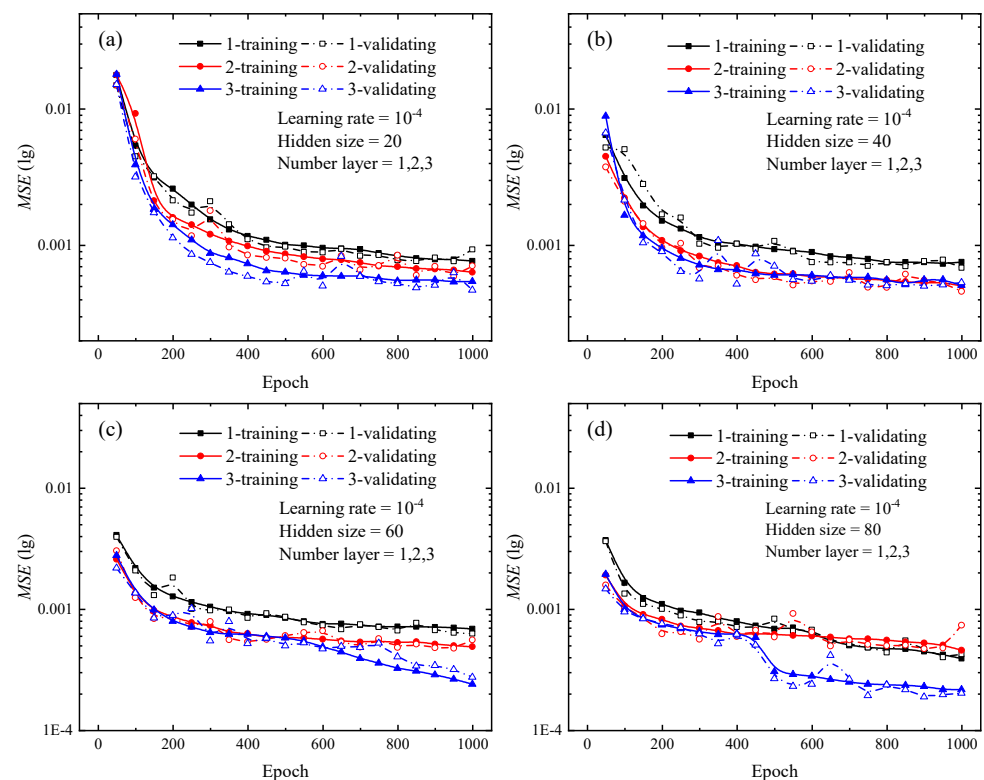 (a)
1-training 1-validating
2-training 2-validating
3-training 3-validating
Learning rate = 10⁻⁴
Hidden size = 20
Number layer = 1,2,3
MSE (lg)
0.01
0.001
0 200 400 600 800 1000
Epoch
(b)
1-training 1-validating
2-training 2-validating
3-training 3-validating
Learning rate = 10⁻⁴
Hidden size = 40
Number layer = 1,2,3
MSE (lg)
0.01
0.001
0 200 400 600 800 1000
Epoch
(c)
1-training 1-validating
2-training 2-validating
3-training 3-validating
Learning rate = 10⁻⁴
Hidden size = 60
Number layer = 1,2,3
MSE (lg)
0.01
0.001
1E-4
0 200 400 600 800 1000
Epoch
(d)
1-training 1-validating
2-training 2-validating
3-training 3-validating
Learning rate = 10⁻⁴
Hidden size = 80
Number layer = 1,2,3
MSE (lg)
0.01
0.001
1E-4
0 200 400 600 800 1000
Epoch